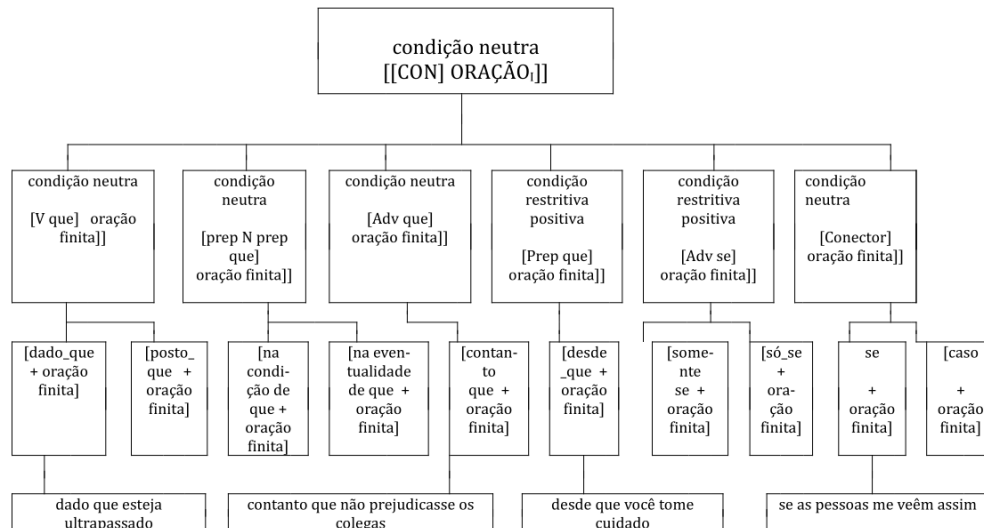 condição neutra
[[CON] ORAÇÃOᵢ]]
condição neutra
[V que] oração
finita]]
condição
neutra
[prep N prep
que]
oração finita]]
condição neutra
[Adv que]
oração finita]]
condição
restritiva
positiva
[Prep que]
oração finita]]
condição
restritiva
positiva
[Adv se]
oração finita]]
condição
neutra
[Conector]
oração finita]]
[dado_que
+ oração
finita]
[posto_
que +
oração
finita]
[na
condi-
ção de
que +
oração
finita]
[na even-
tualidade
de que +
oração
finita]
[contan-
to
que +
oração
finita]
[desde
_que +
oração
finita]
[some-
nte
se +
oração
finita]
[só_se
+
ora-
ção
finita]
se
+
oração
finita]
[caso
+
oração
finita]
dado que esteja
ultrapassado
contanto que não prejudicasse os
colegas
desde que você tome
cuidado
se as pessoas me veêm assim